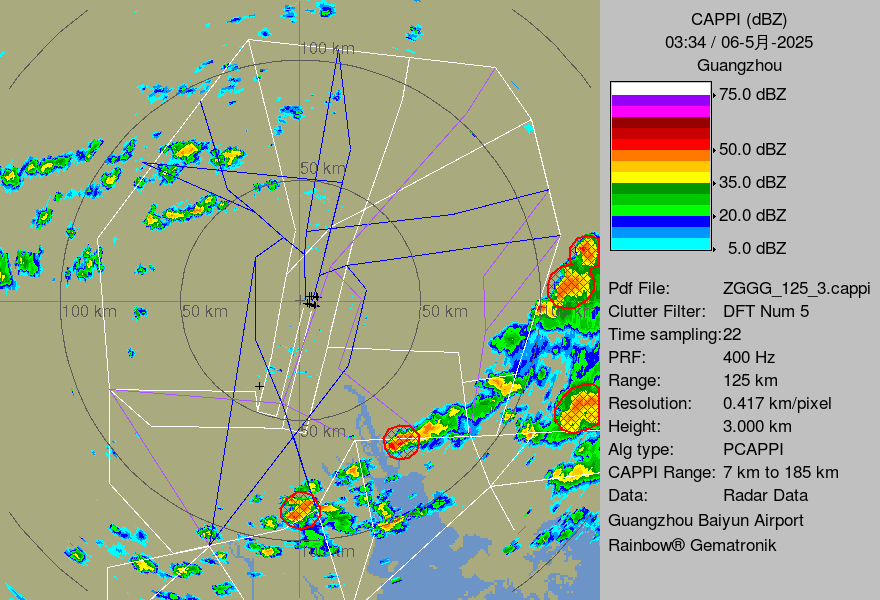 CAPPI (dBZ)
03:34 / 06-5月-2025
Guangzhou
75.0 dBZ
50.0 dBZ
35.0 dBZ
20.0 dBZ
5.0 dBZ
Pdf File: ZGGG_125_3.cappi
Clutter Filter: DFT Num 5
Time sampling:22
PRF: 400 Hz
Range: 125 km
Resolution: 0.417 km/pixel
Height: 3.000 km
Alg type: PCAPPI
CAPPI Range: 7 km to 185 km
Data: Radar Data
Guangzhou Baiyun Airport
Rainbow® Gematronik
100 km
50 km
100 km
50 km
50 km
50 km
100 km